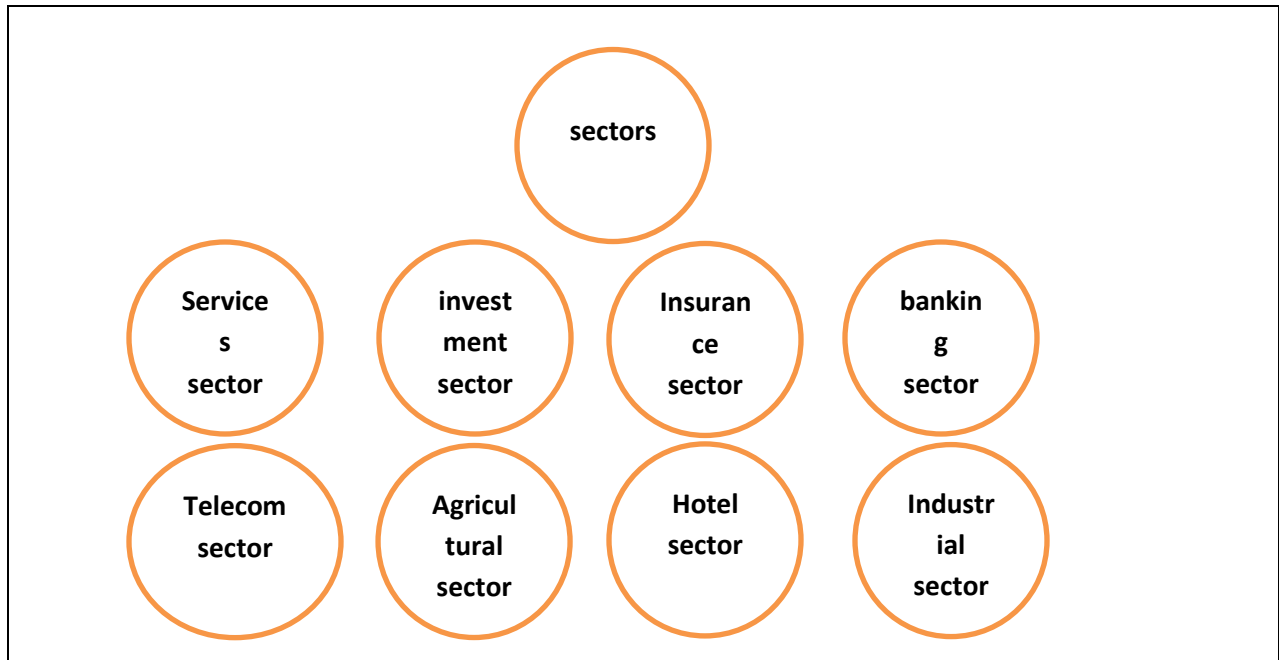 sectors
Service
s
sector
invest
ment
sector
Insuran
ce
sector
bankin
g
sector
Telecom
sector
Agricul
tural
sector
Hotel
sector
Industr
ial
sector